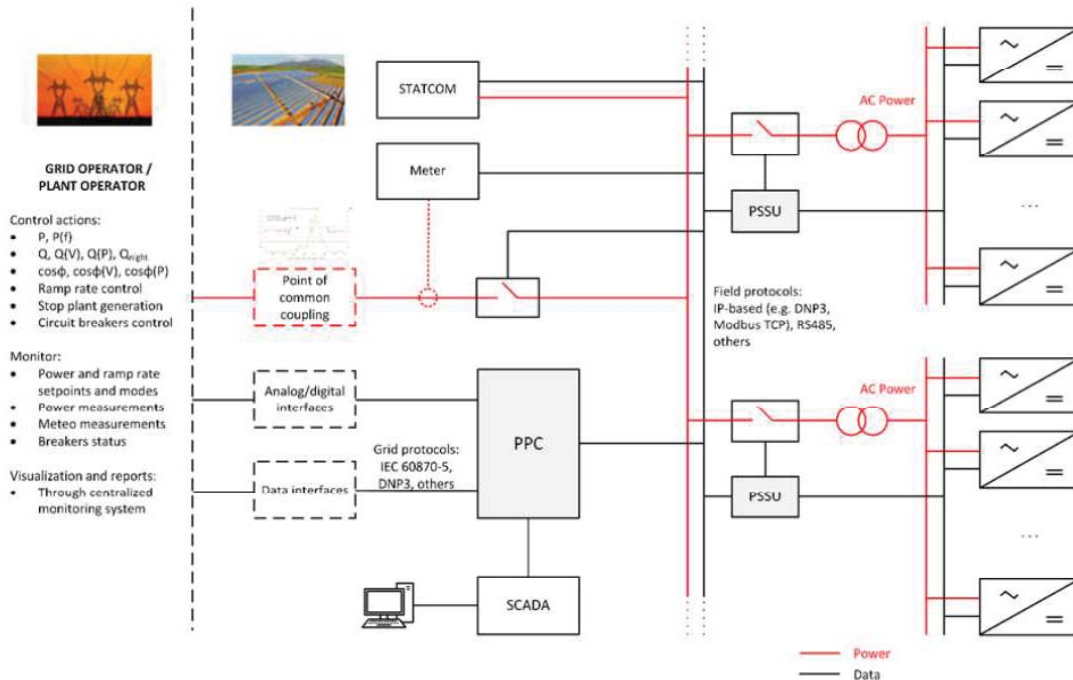 GRID OPERATOR /
PLANT OPERATOR
Control actions:
• P, P(f)
• Q, Q(V), Q(P), Qnight
• cosϕ, cosϕ(V), cosϕ(P)
• Ramp rate control
• Stop plant generation
• Circuit breakers control
Monitor:
• Power and ramp rate
setpoints and modes
• Power measurements
• Meteo measurements
• Breakers status
Visualization and reports:
• Through centralized
monitoring system
STATCOM
Meter
Point of
common
coupling
Analog/digital
interfaces
Data interfaces
Grid protocols:
IEC 60870-5,
DNP3, others
PPC
SCADA
AC Power
PSSU
...
Field protocols:
IP-based (e.g. DNP3,
Modbus TCP), RS485,
others
AC Power
PSSU
...
Power
Data